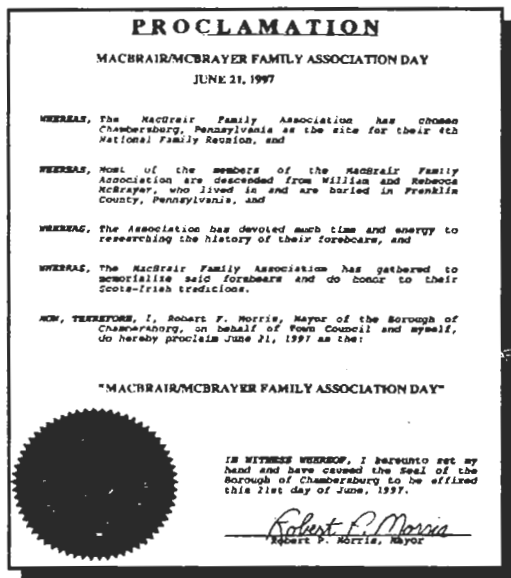 PROCLAMATION
MACBRAIR/MCBRAYER FAMILY ASSOCIATION DAY
JUNE 21, 1997
WHEREAS, The MacBrair Family Association has chosen
Chambersburg, Pennsylvania as the site for their 4th
National Family Reunion, and
WHEREAS, Most of the members of the MacBrair Family
Association are descended from William and Rebecca
McBrayer, who lived in and are buried in Franklin
County, Pennsylvania, and
WHEREAS, the Association has devoted much time and energy to
researching the history of their forebears, and
WHEREAS, The MacBrair Family Association has gathered to
memorialize said forebears and do honor to their
Scots-Irish traditions.
NOW, THEREFORE, I, Robert P. Morris, Mayor of the Borough of
Chambersburg, on behalf of Town Council and myself,
do hereby proclaim June 21, 1997 as the:
"MACBRAIR/MCBRAYER FAMILY ASSOCIATION DAY"
IN WITNESS WHEREOF, I hereunto set my
hand and have caused the Seal of the
Borough of Chambersburg to be affixed
this 21st day of June, 1997.
Robert P. Morris
Robert P. Morris, Mayor